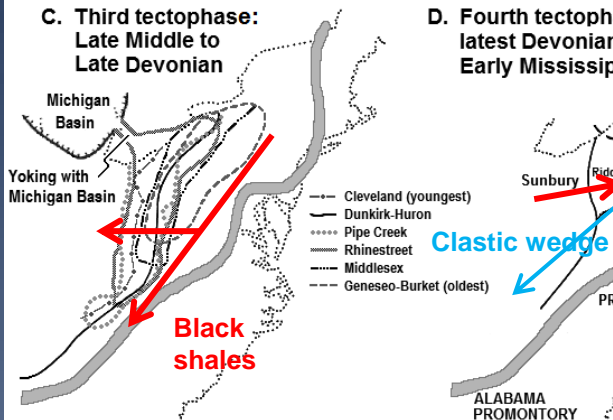 C. Third tectophase:
Late Middle to
Late Devonian
Michigan
Basin
Yoking with
Michigan Basin
Cleveland (youngest)
Dunkirk-Huron
Pipe Creek
Rhinestreet
Middlesex
Geneseo-Burket (oldest)
Black
shales
D. Fourth tectoph
latest Devonian
Early Mississip
Sunbury
Clastic wedge
ALABAMA
PROMONTORY